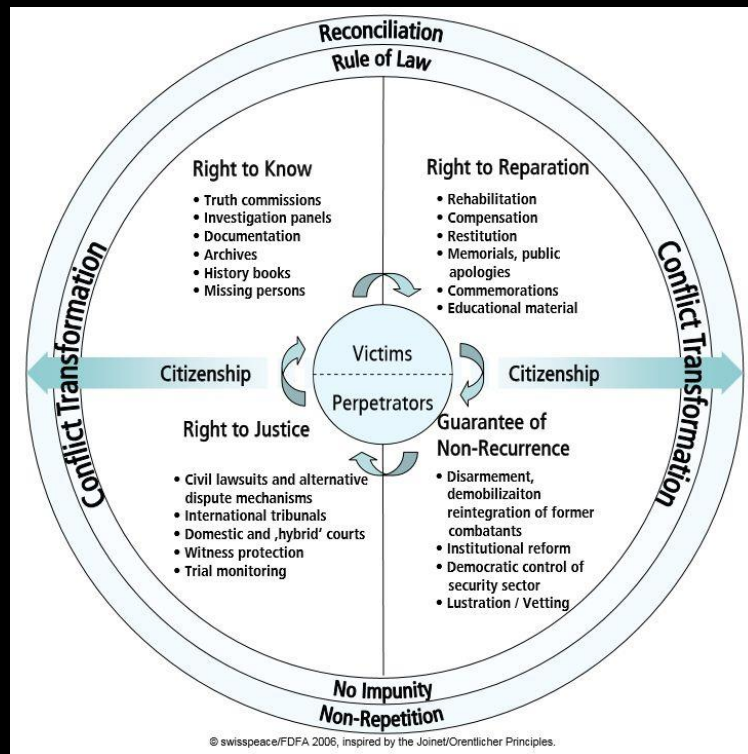 Reconciliation
Rule of Law
Conflict Transformation
Conflict Transformation
Right to Know
• Truth commissions
• Investigation panels
• Documentation
• Archives
• History books
• Missing persons
Right to Reparation
• Rehabilitation
• Compensation
• Restitution
• Memorials, public
apologies
• Commemorations
• Educational material
Citizenship
Victims
Perpetrators
Citizenship
Right to Justice
• Civil lawsuits and alternative
dispute mechanisms
• International tribunals
• Domestic and ‚hybrid' courts
• Witness protection
• Trial monitoring
Guarantee of
Non-Recurrence
• Disarmement,
demobilizaiton
reintegration of former
combatants
• Institutional reform
• Democratic control of
security sector
• Lustration / Vetting
No Impunity
Non-Repetition
© swisspeace/FDFA 2006, inspired by the Joinet/Orentlicher Principles.